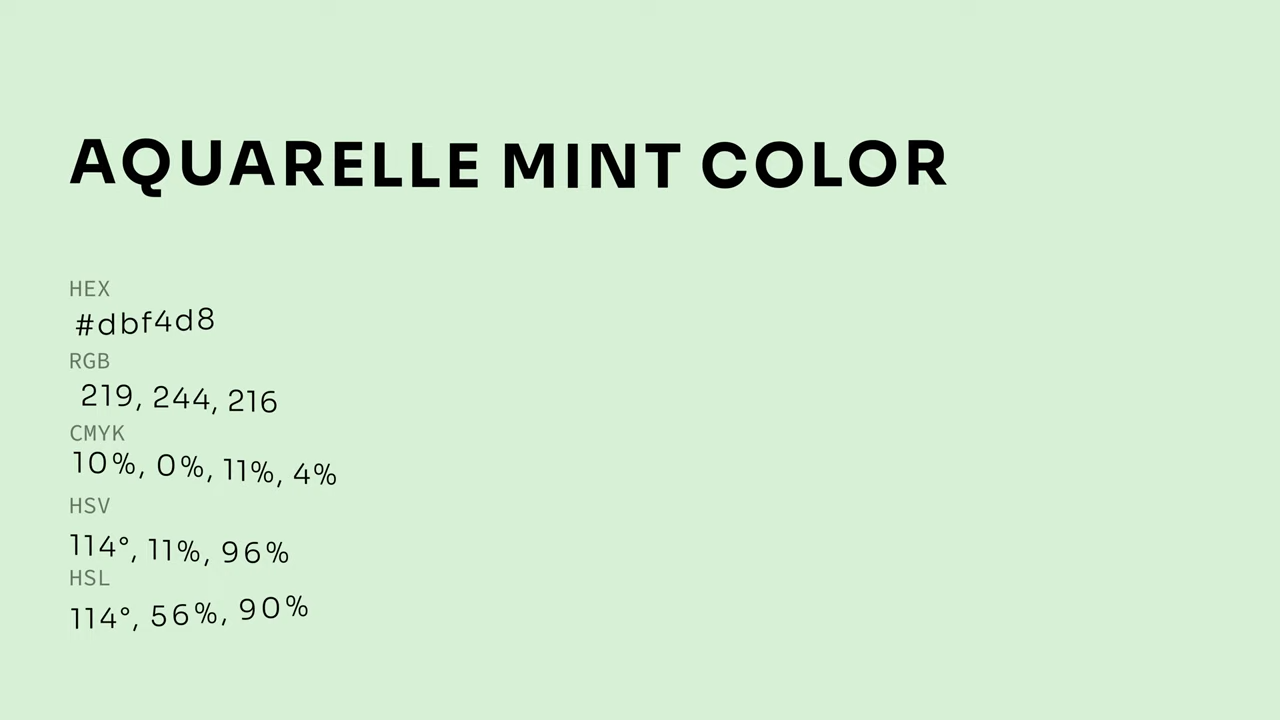 AQUARELLE MINT COLOR
HEX
#dbf4d8
RGB
219, 244, 216
CMYK
10%, 0%, 11%, 4%
HSV
114°, 11%, 96%
HSL
114°, 56%, 90%